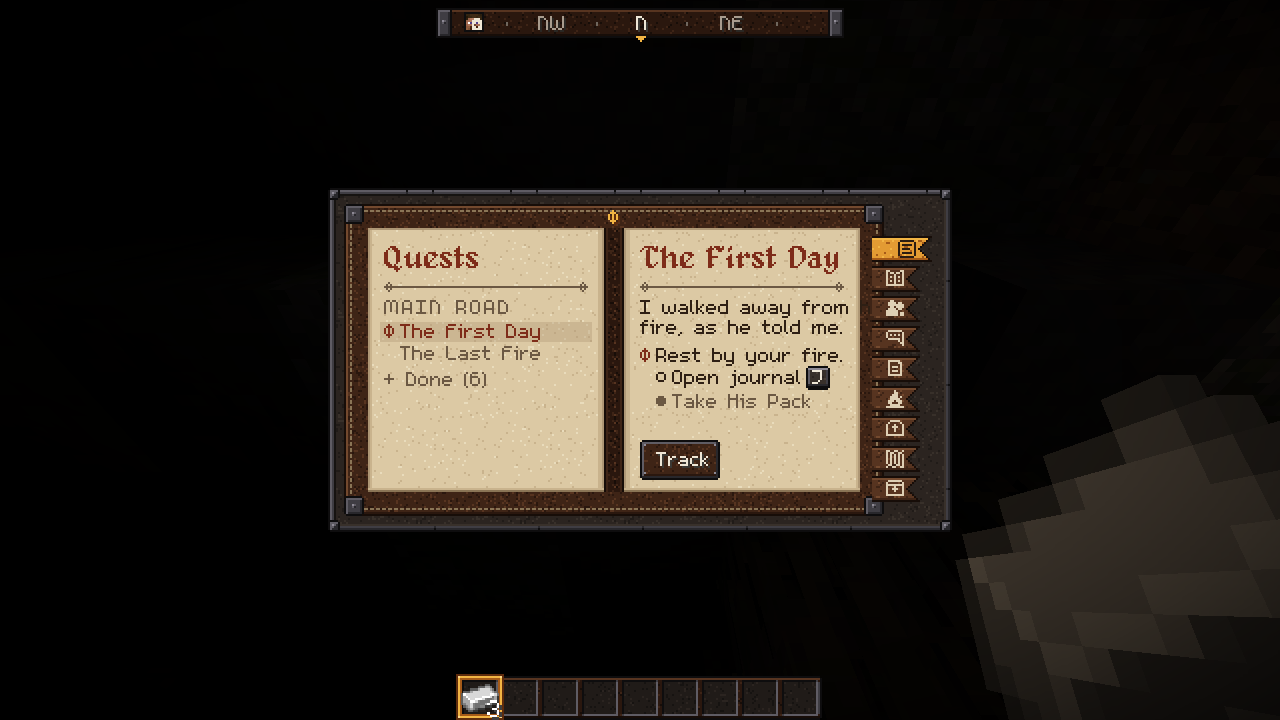 NW N NE
Quests
MAIN ROAD
The First Day
The Last Fire
+ Done (6)
The First Day
I walked away from
fire, as he told me.
Rest by your fire.
Open journal J
Take His Pack
Track
3